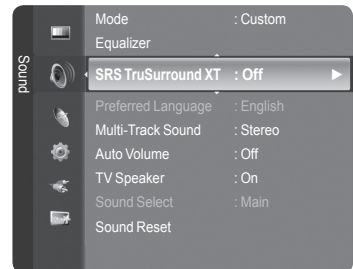 Sound
Mode : Custom
Equalizer
SRS TruSurround XT : Off
Preferred Language : English
Multi-Track Sound : Stereo
Auto Volume : Off
TV Speaker : On
Sound Select : Main
Sound Reset